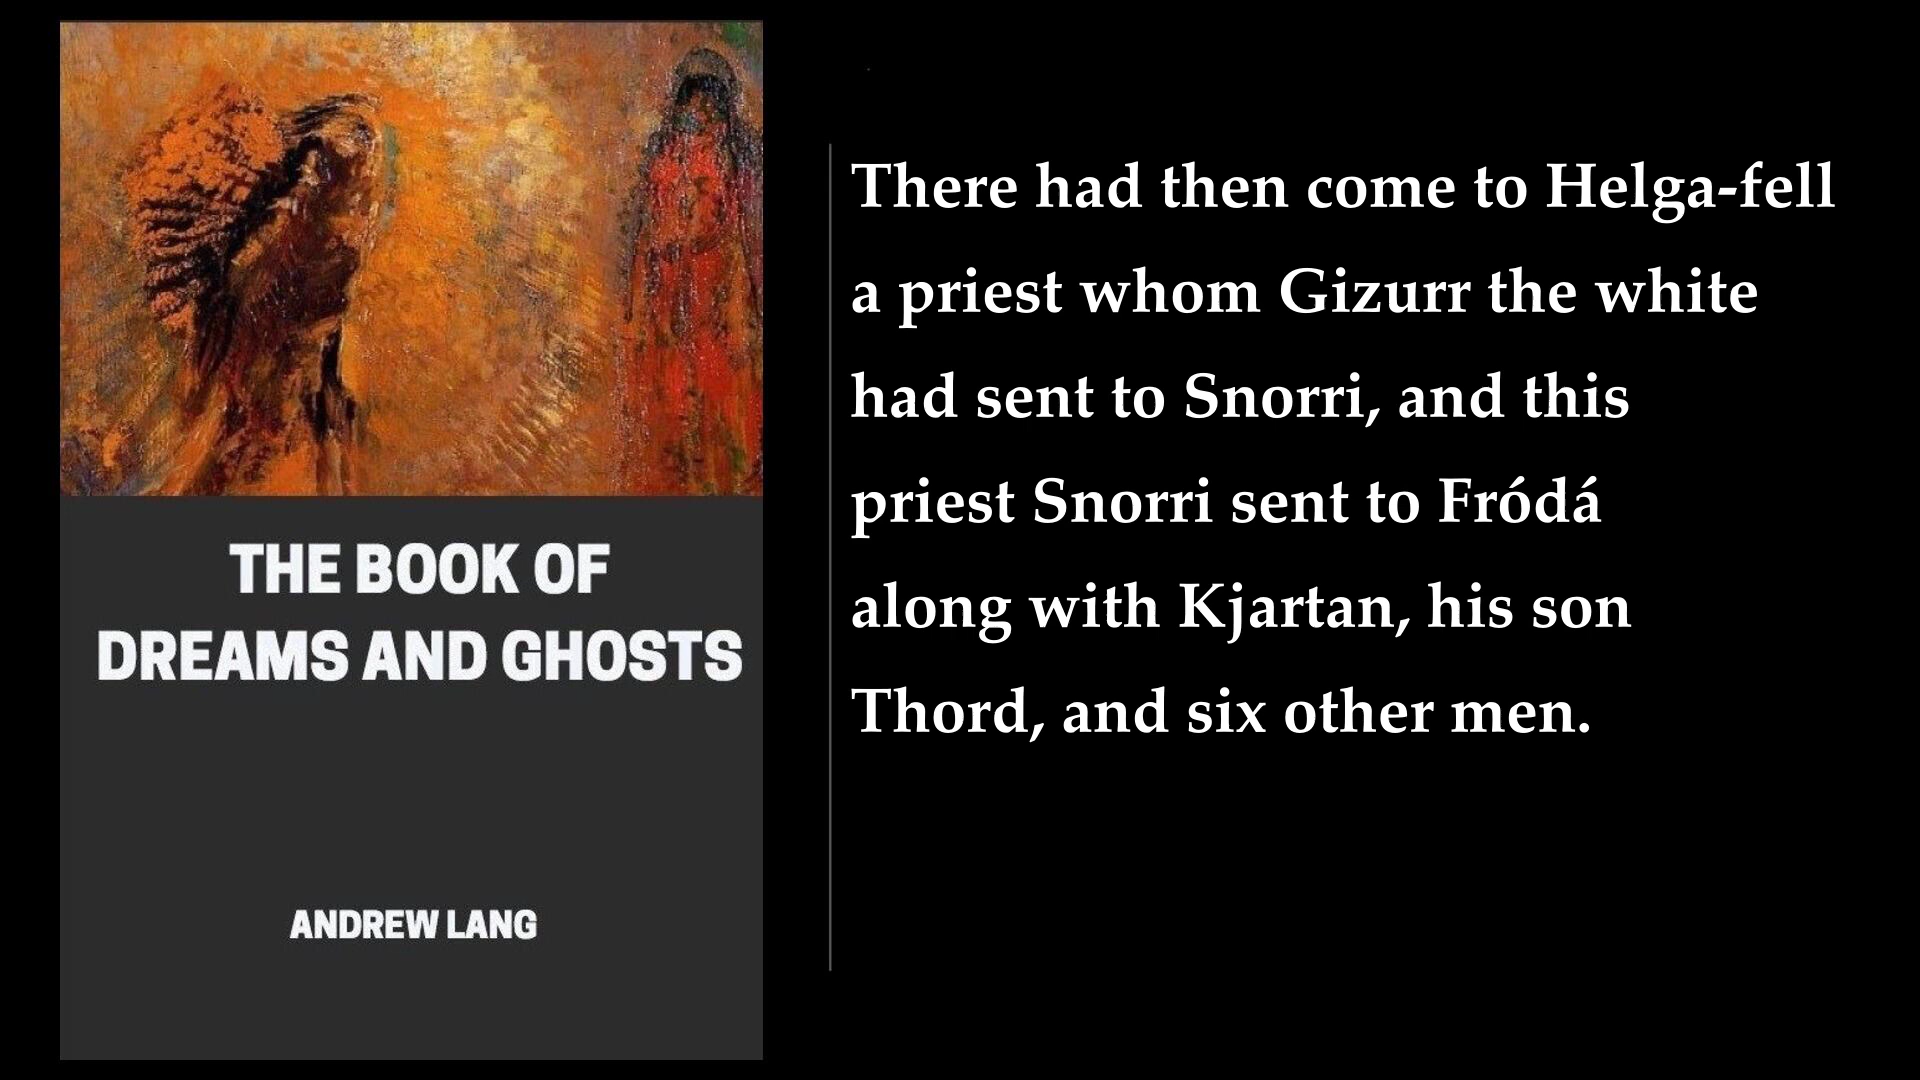 THE BOOK OF
DREAMS AND GHOSTS
ANDREW LANG
There had then come to Helga-fell
a priest whom Gizurr the white
had sent to Snorri, and this
priest Snorri sent to Fródá
along with Kjartan, his son
Thord, and six other men.